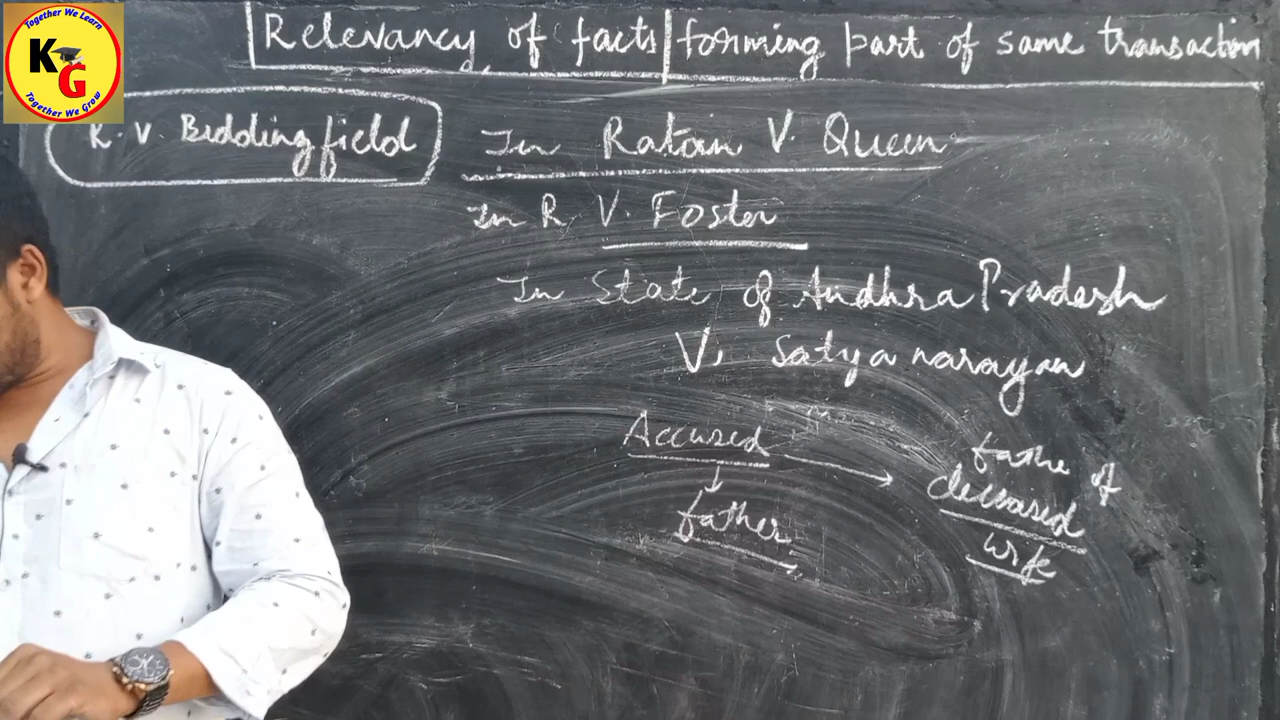 Together We Learn
KG
Together We Grow
Relevancy of facts forming part of same transaction
R. V. Beddingfield
In Ratan V. Queen
In R V. Foster
In State of Andhra Pradesh
V. Satyanarayan
Accused
father
father of
deceased
wife